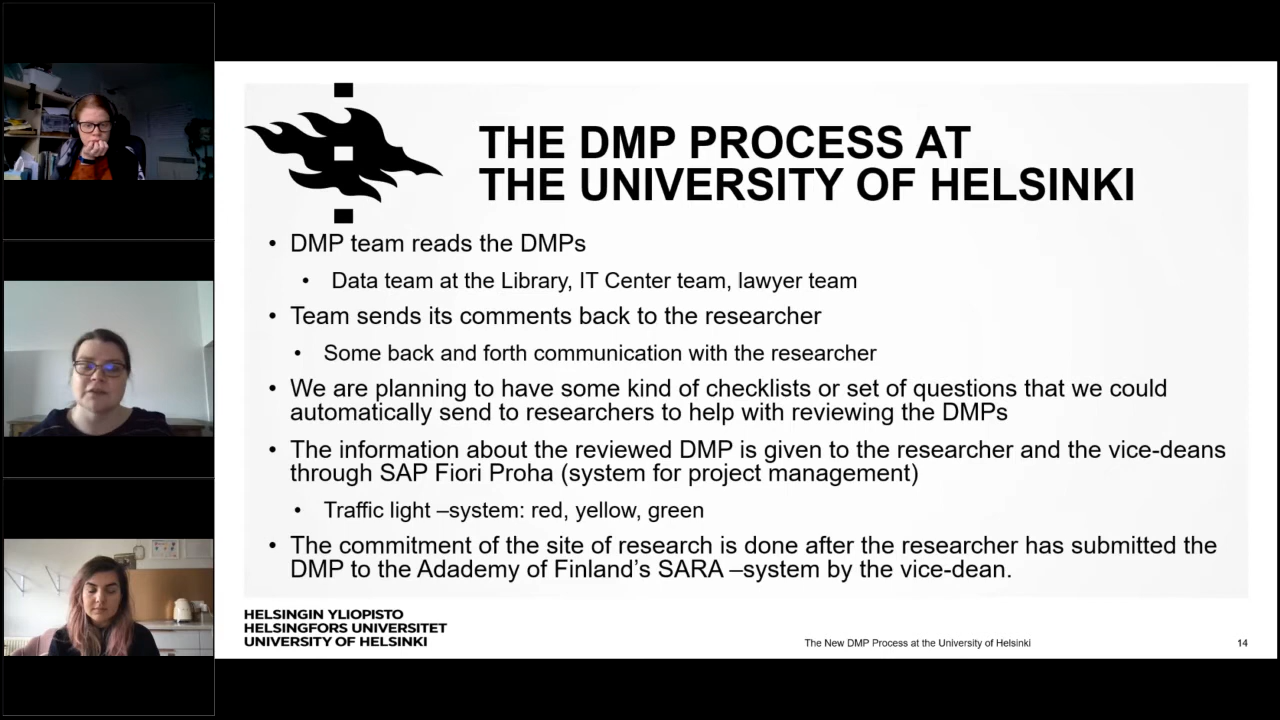 THE DMP PROCESS AT
THE UNIVERSITY OF HELSINKI
• DMP team reads the DMPs
• Data team at the Library, IT Center team, lawyer team
• Team sends its comments back to the researcher
• Some back and forth communication with the researcher
• We are planning to have some kind of checklists or set of questions that we could
automatically send to researchers to help with reviewing the DMPs
• The information about the reviewed DMP is given to the researcher and the vice-deans
through SAP Fiori Proha (system for project management)
• Traffic light –system: red, yellow, green
• The commitment of the site of research is done after the researcher has submitted the
DMP to the Adademy of Finland's SARA –system by the vice-dean.
HELSINGIN YLIOPISTO
HELSINGFORS UNIVERSITET
UNIVERSITY OF HELSINKI
The New DMP Process at the University of Helsinki
14